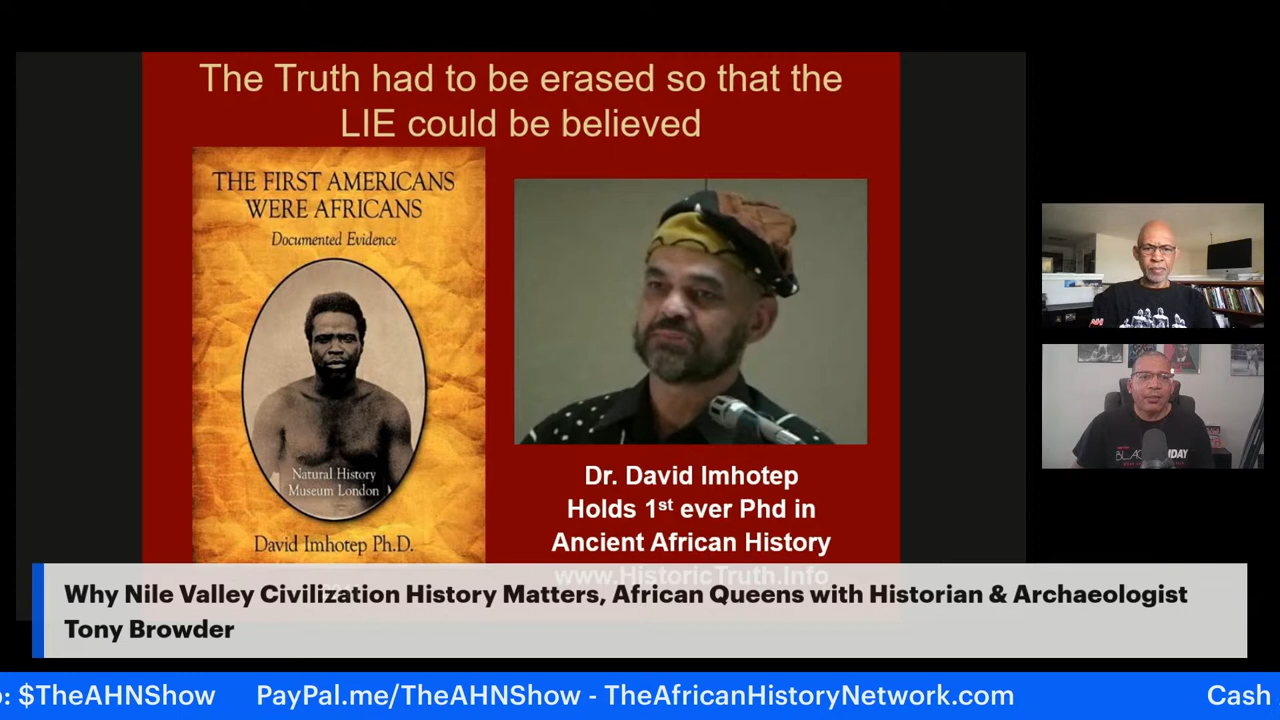 The Truth had to be erased so that the
LIE could be believed
THE FIRST AMERICANS
WERE AFRICANS
Documented Evidence
Natural History
Museum London
David Imhotep Ph.D.
Dr. David Imhotep
Holds 1st ever Phd in
Ancient African History
www.HistoricTruth.Info
Why Nile Valley Civilization History Matters, African Queens with Historian & Archaeologist
Tony Browder
: $TheAHNShow PayPal.me/TheAHNShow - TheAfricanHistoryNetwork.com Cash